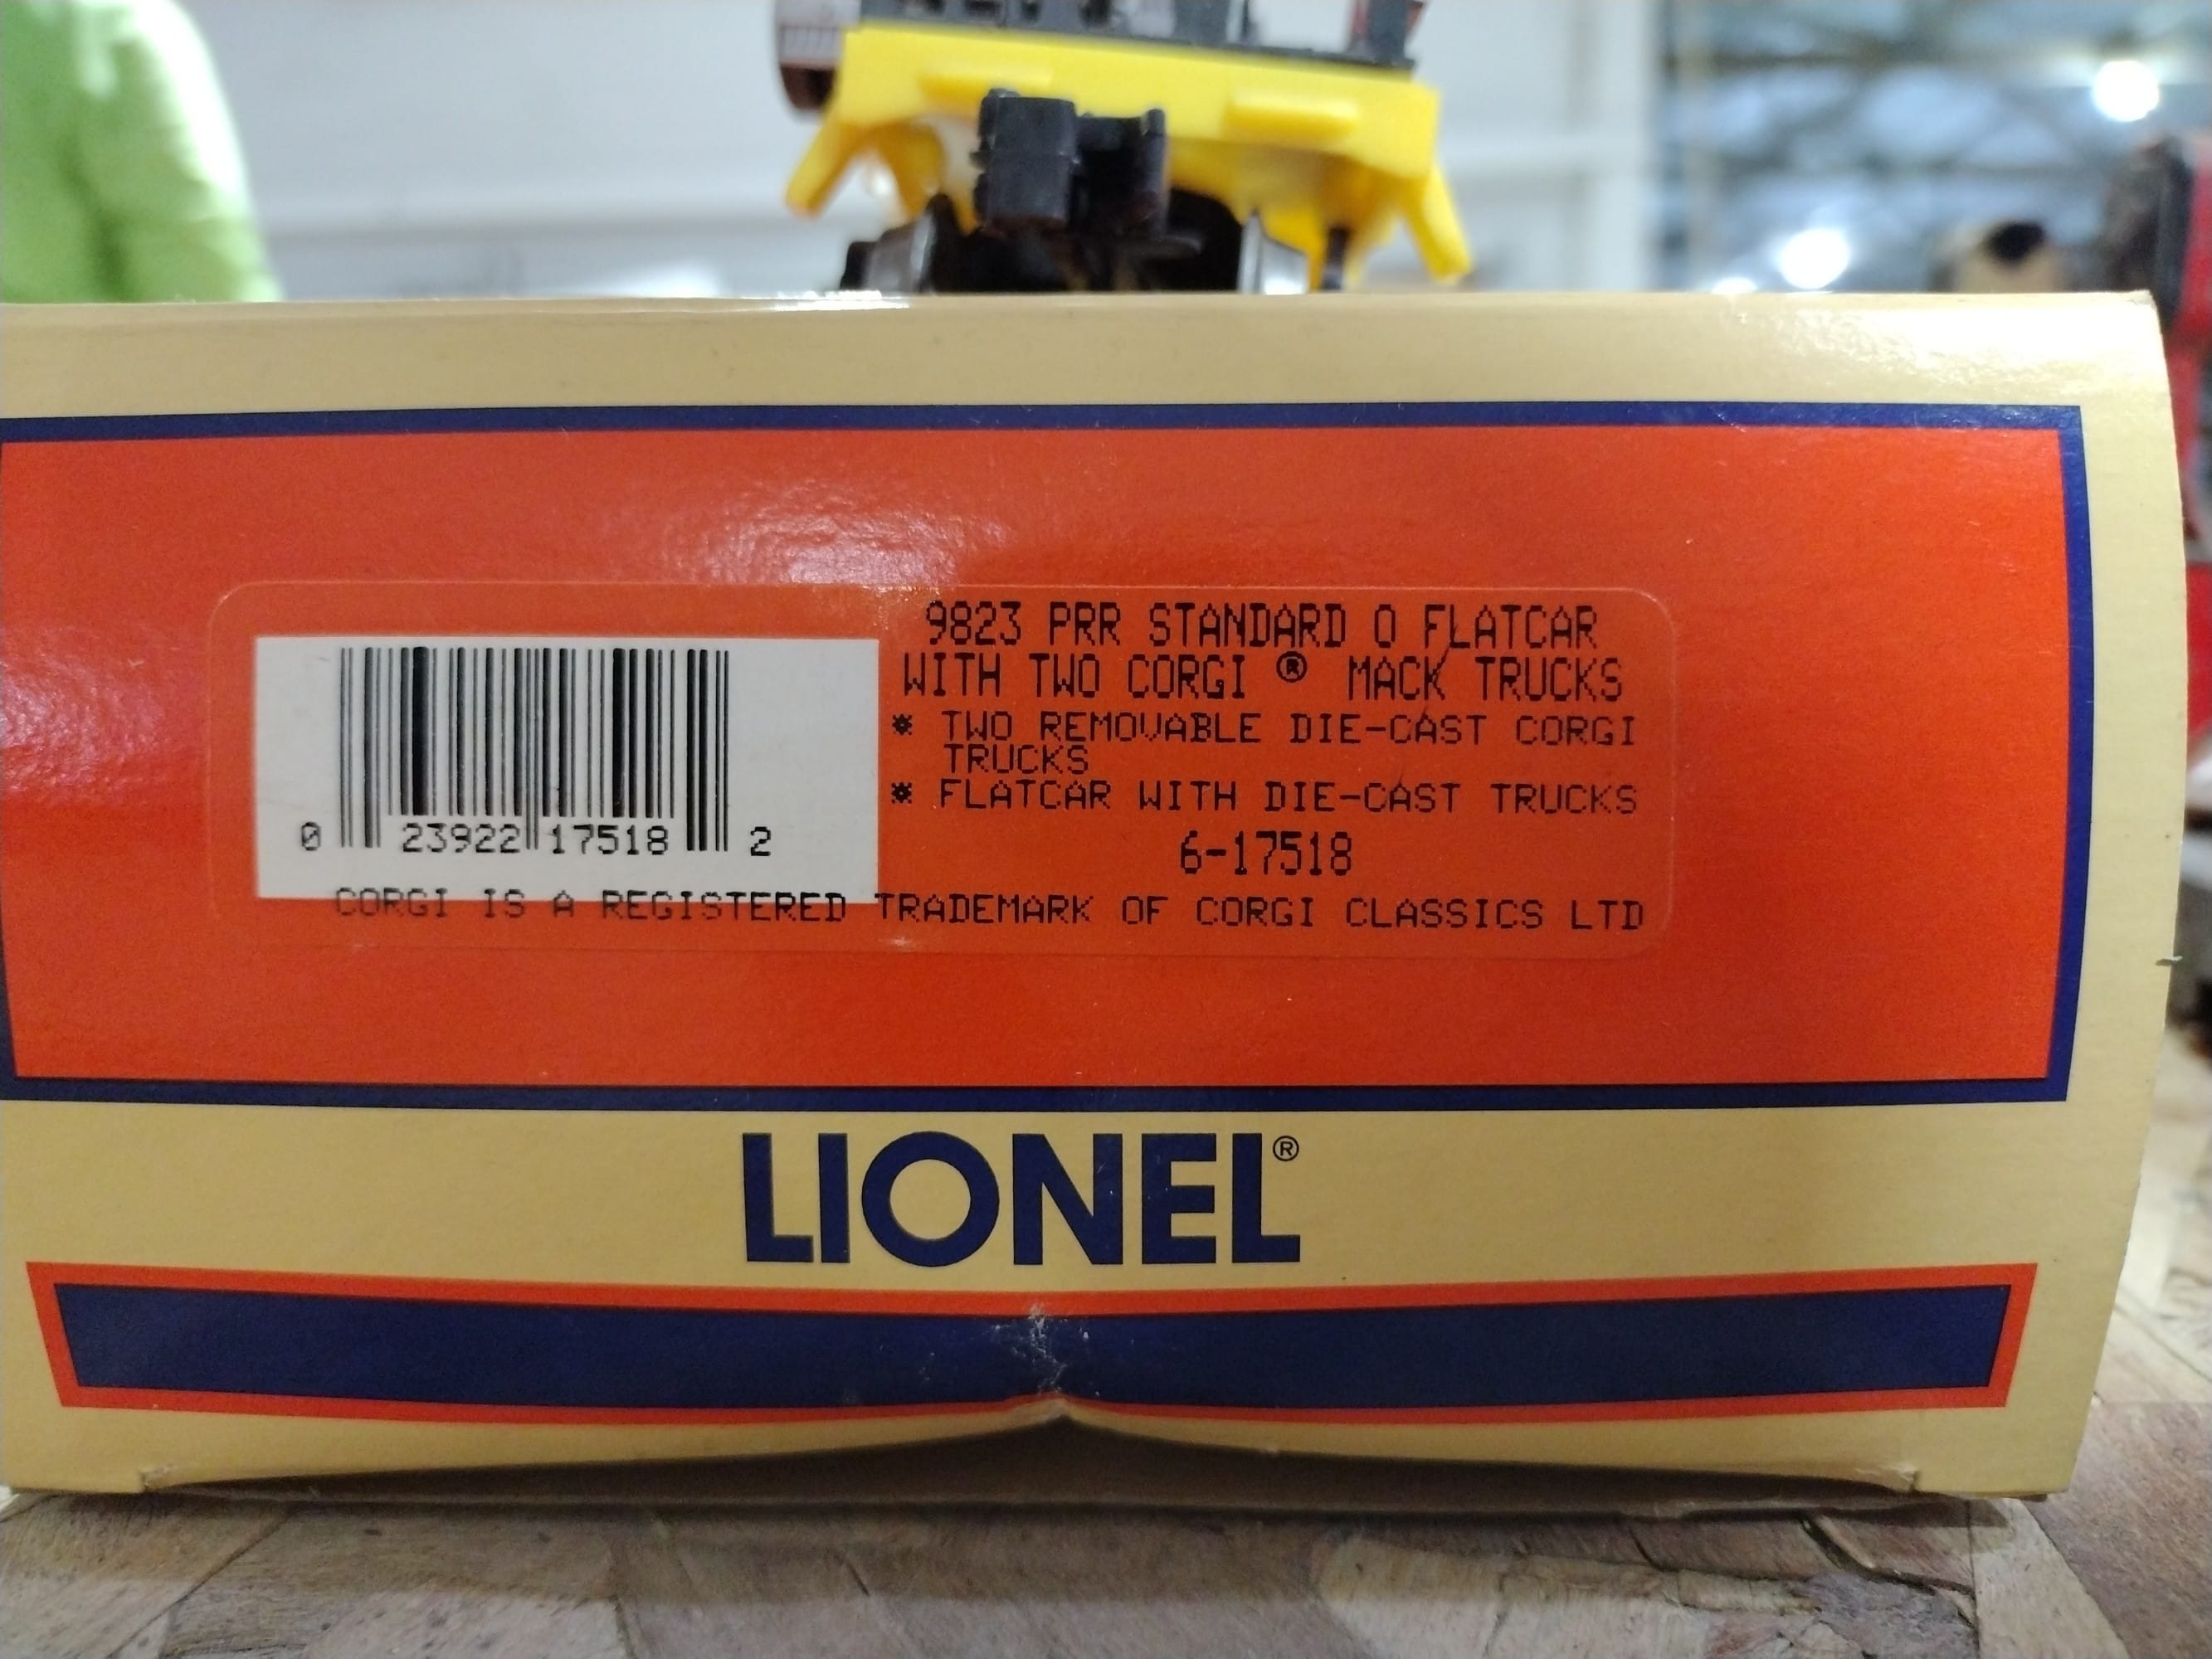 9823 PRR STANDARD O FLATCAR
WITH TWO CORGI ® MACK TRUCKS
* TWO REMOVABLE DIE-CAST CORGI
TRUCKS
* FLATCAR WITH DIE-CAST TRUCKS
6-17518
0 23922 17518 2
CORGI IS A REGISTERED TRADEMARK OF CORGI CLASSICS LTD
LIONEL®